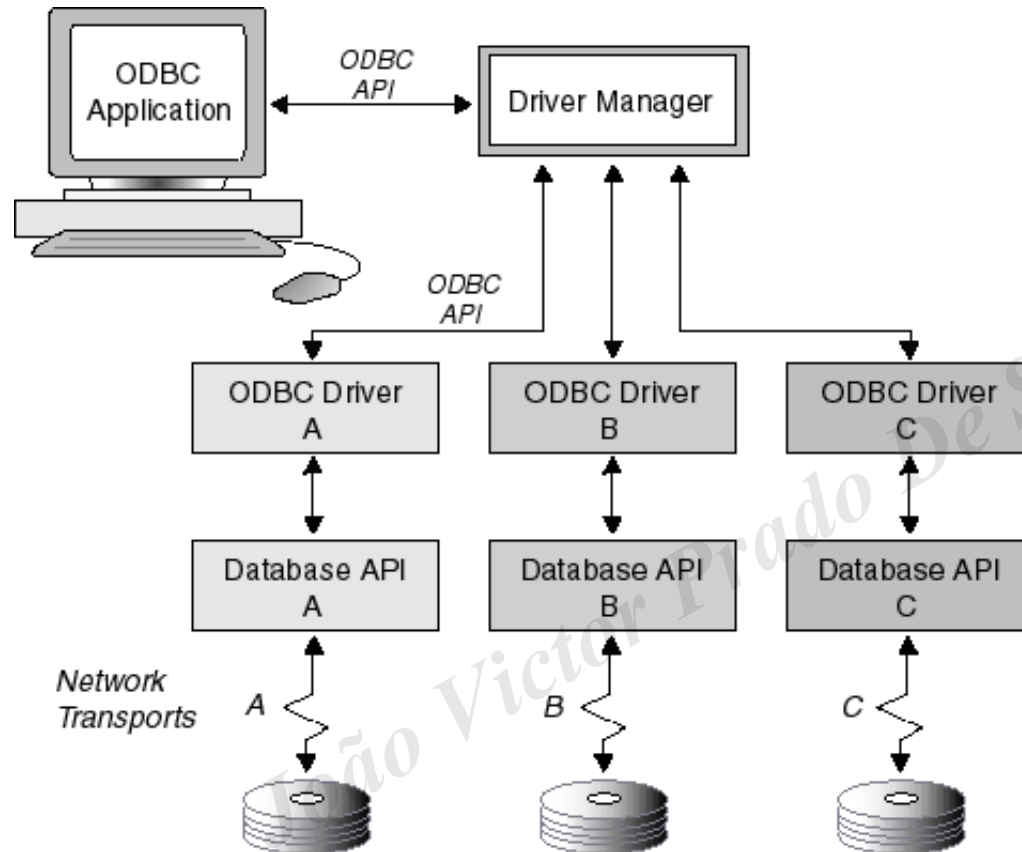 ODBC
Application
ODBC
API
Driver Manager
ODBC
API
ODBC Driver
A
ODBC Driver
B
ODBC Driver
C
Database API
A
Database API
B
Database API
C
Network
Transports
A
B
C
João Victor Prado De